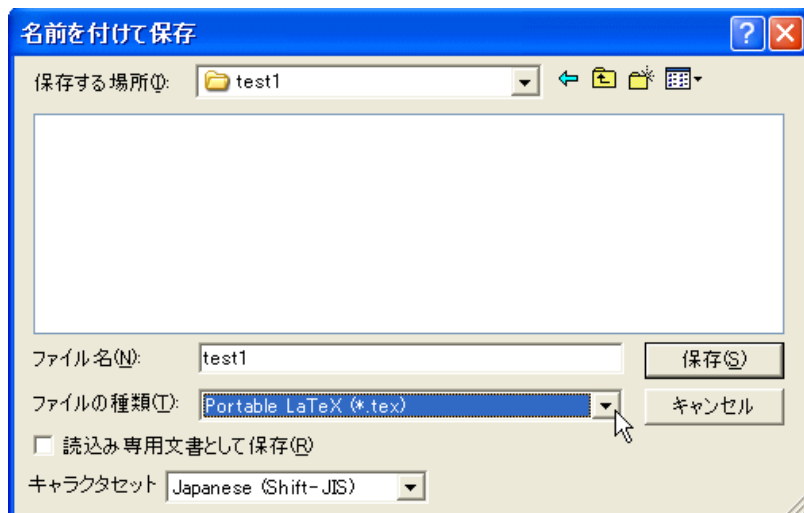 名前を付けて保存
保存する場所(I): test1
ファイル名(N): test1 保存(S)
ファイルの種類(T): Portable LaTeX (*.tex) キャンセル
読込み専用文書として保存(R)
キャラクタセット Japanese (Shift-JIS)